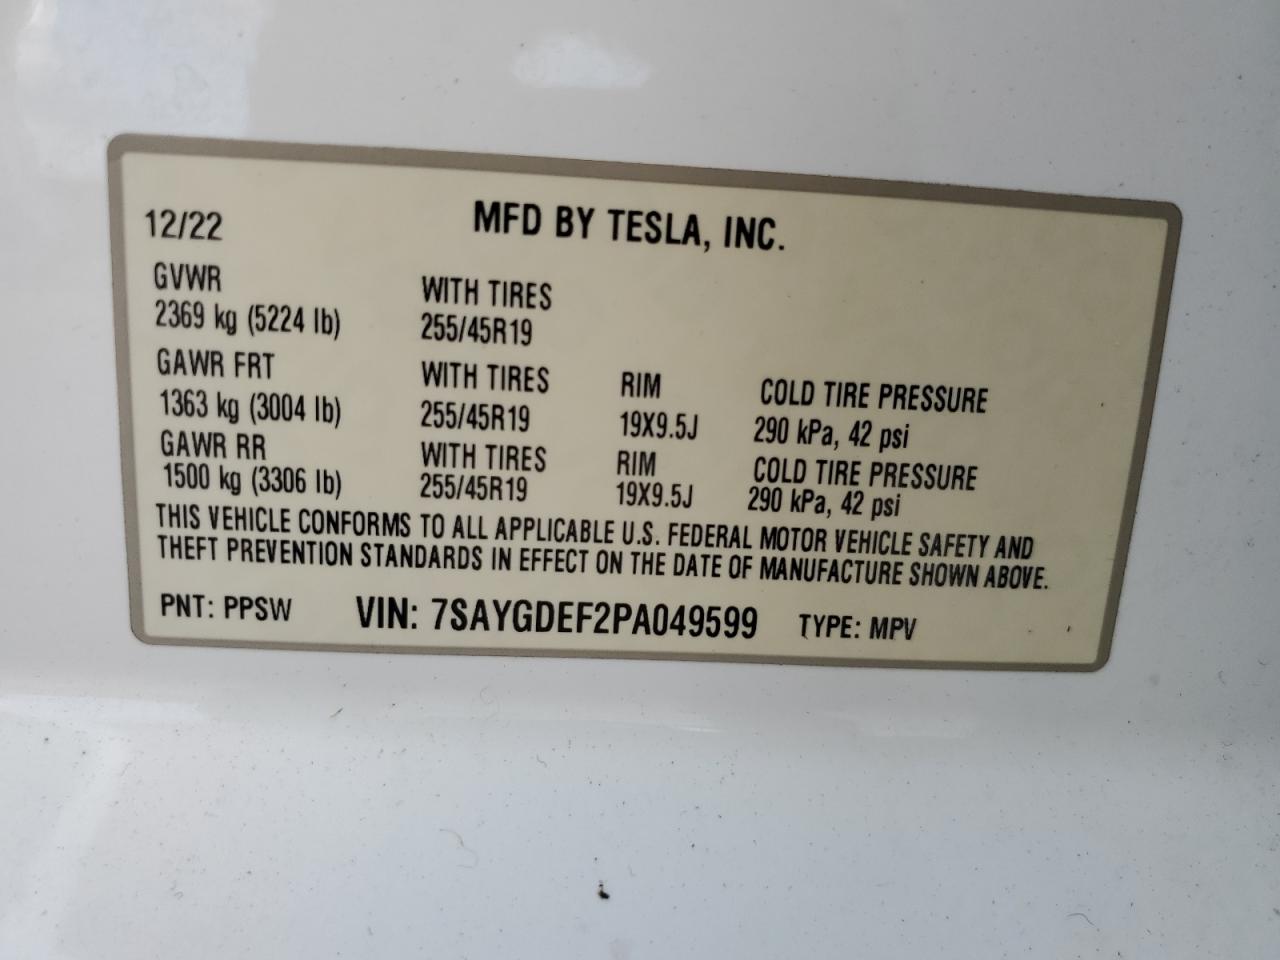 12/22 MFD BY TESLA, INC.
GVWR WITH TIRES
2369 kg (5224 lb) 255/45R19
GAWR FRT WITH TIRES RIM COLD TIRE PRESSURE
1363 kg (3004 lb) 255/45R19 19X9.5J 290 kPa, 42 psi
GAWR RR WITH TIRES RIM COLD TIRE PRESSURE
1500 kg (3306 lb) 255/45R19 19X9.5J 290 kPa, 42 psi
THIS VEHICLE CONFORMS TO ALL APPLICABLE U.S. FEDERAL MOTOR VEHICLE SAFETY AND
THEFT PREVENTION STANDARDS IN EFFECT ON THE DATE OF MANUFACTURE SHOWN ABOVE.
PNT: PPSW VIN: 7SAYGDEF2PA049599 TYPE: MPV